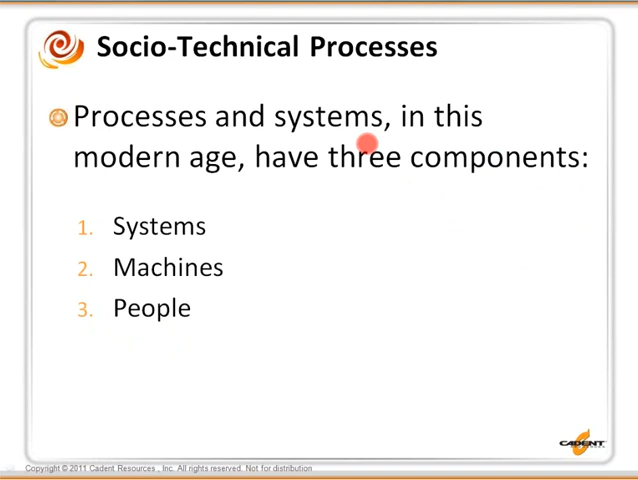 Socio-Technical Processes
Processes and systems, in this
modern age, have three components:
1. Systems
2. Machines
3. People
CADENT
Copyright © 2011 Cadent Resources , Inc. All rights reserved. Not for distribution